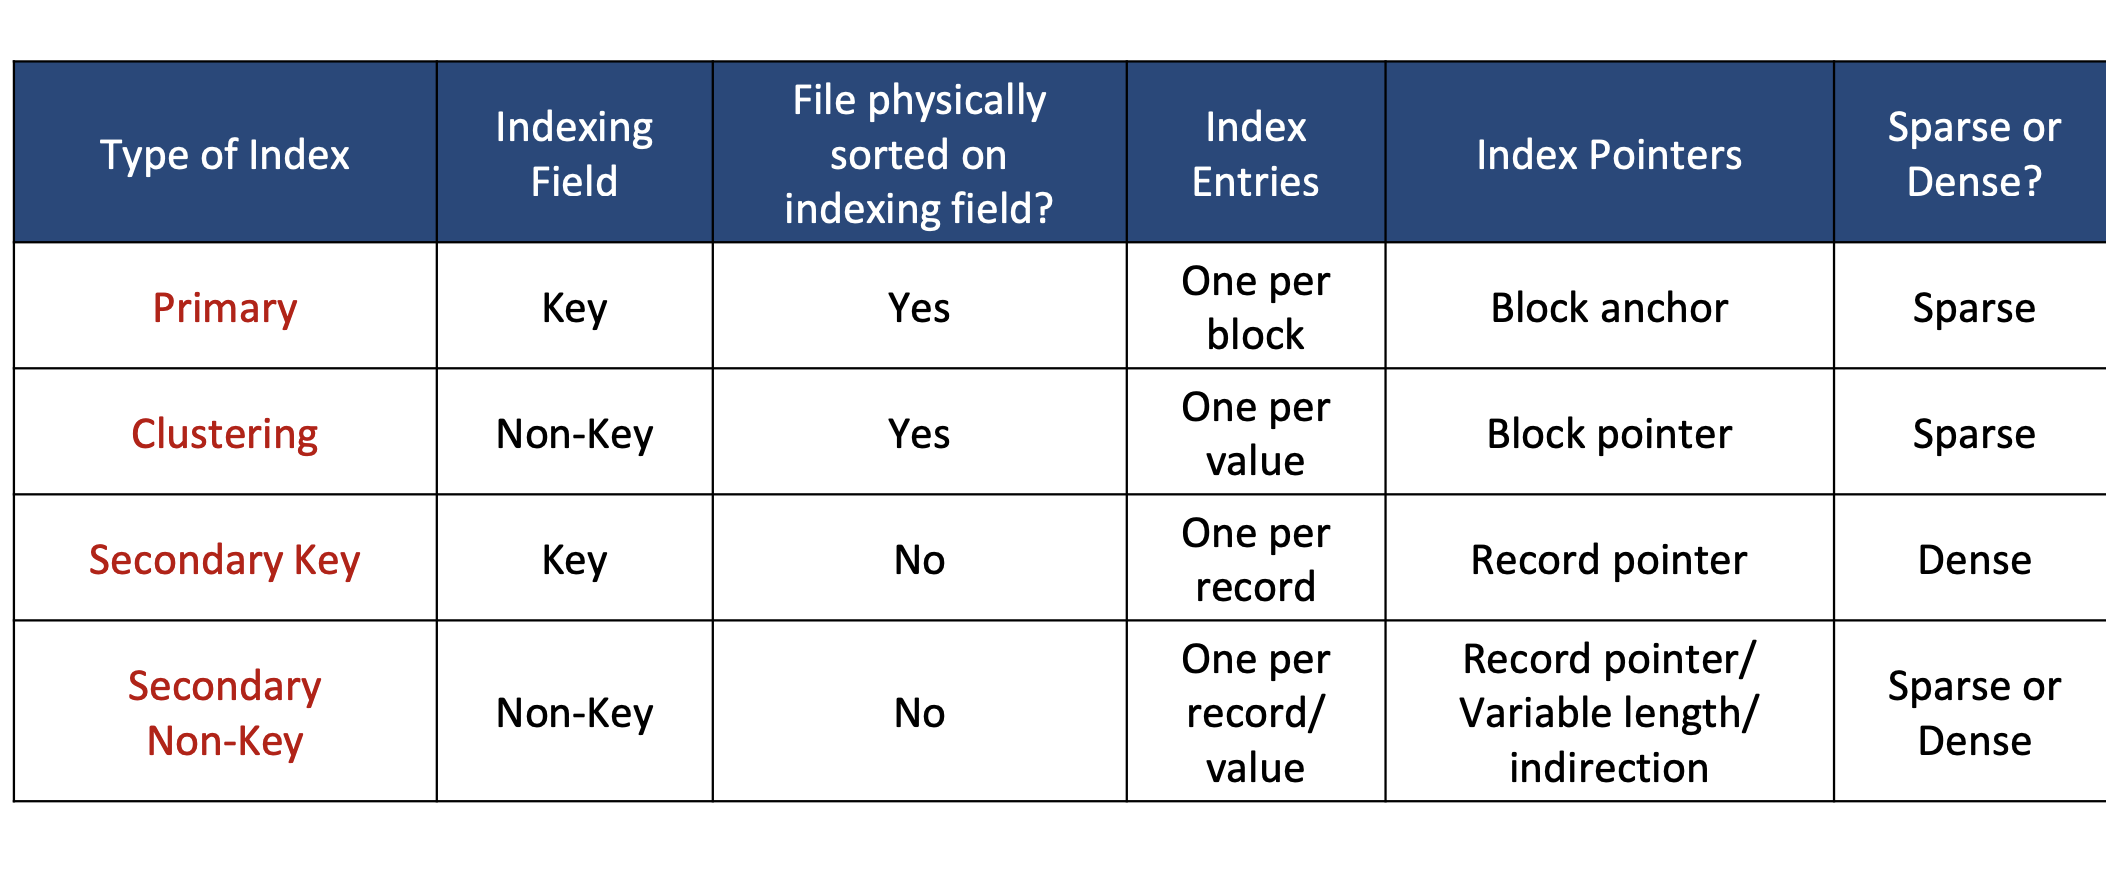 Type of Index
Indexing
Field
File physically
sorted on
indexing field?
Index
Entries
Index Pointers
Sparse or
Dense?
Primary
Key
Yes
One per
block
Block anchor
Sparse
Clustering
Non-Key
Yes
One per
value
Block pointer
Sparse
Secondary Key
Key
No
One per
record
Record pointer
Dense
Secondary
Non-Key
Non-Key
No
One per
record/
value
Record pointer/
Variable length/
indirection
Sparse or
Dense